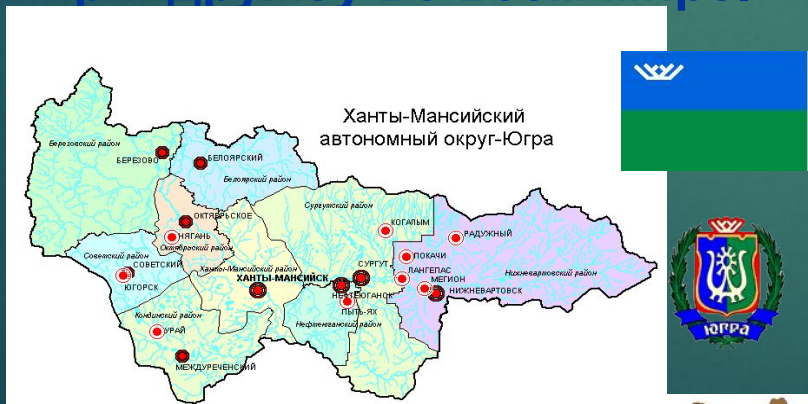 Ханты-Мансийский
автономный округ-Югра
Березовский район
БЕРЕЗОВО
БЕЛОЯРСКИЙ
Белоярский район
ОКТЯБРЬСКОЕ
НЯГАНЬ
Октябрьский район
Сургутский район
КОГАЛЫМ
РАДУЖНЫЙ
Советский район
СОВЕТСКИЙ
ЮГОРСК
Ханты-Мансийский район
ХАНТЫ-МАНСИЙСК
СУРГУТ
ПОКАЧИ
ЛАНГЕПАС
МЕГИОН
Нижневартовский район
НИЖНЕВАРТОВСК
НЕФТЕЮГАНСК
ПЫТЬ-ЯХ
Нефтеюганский район
Кондинский район
УРАЙ
МЕЖДУРЕЧЕНСКИЙ
ЮГРА